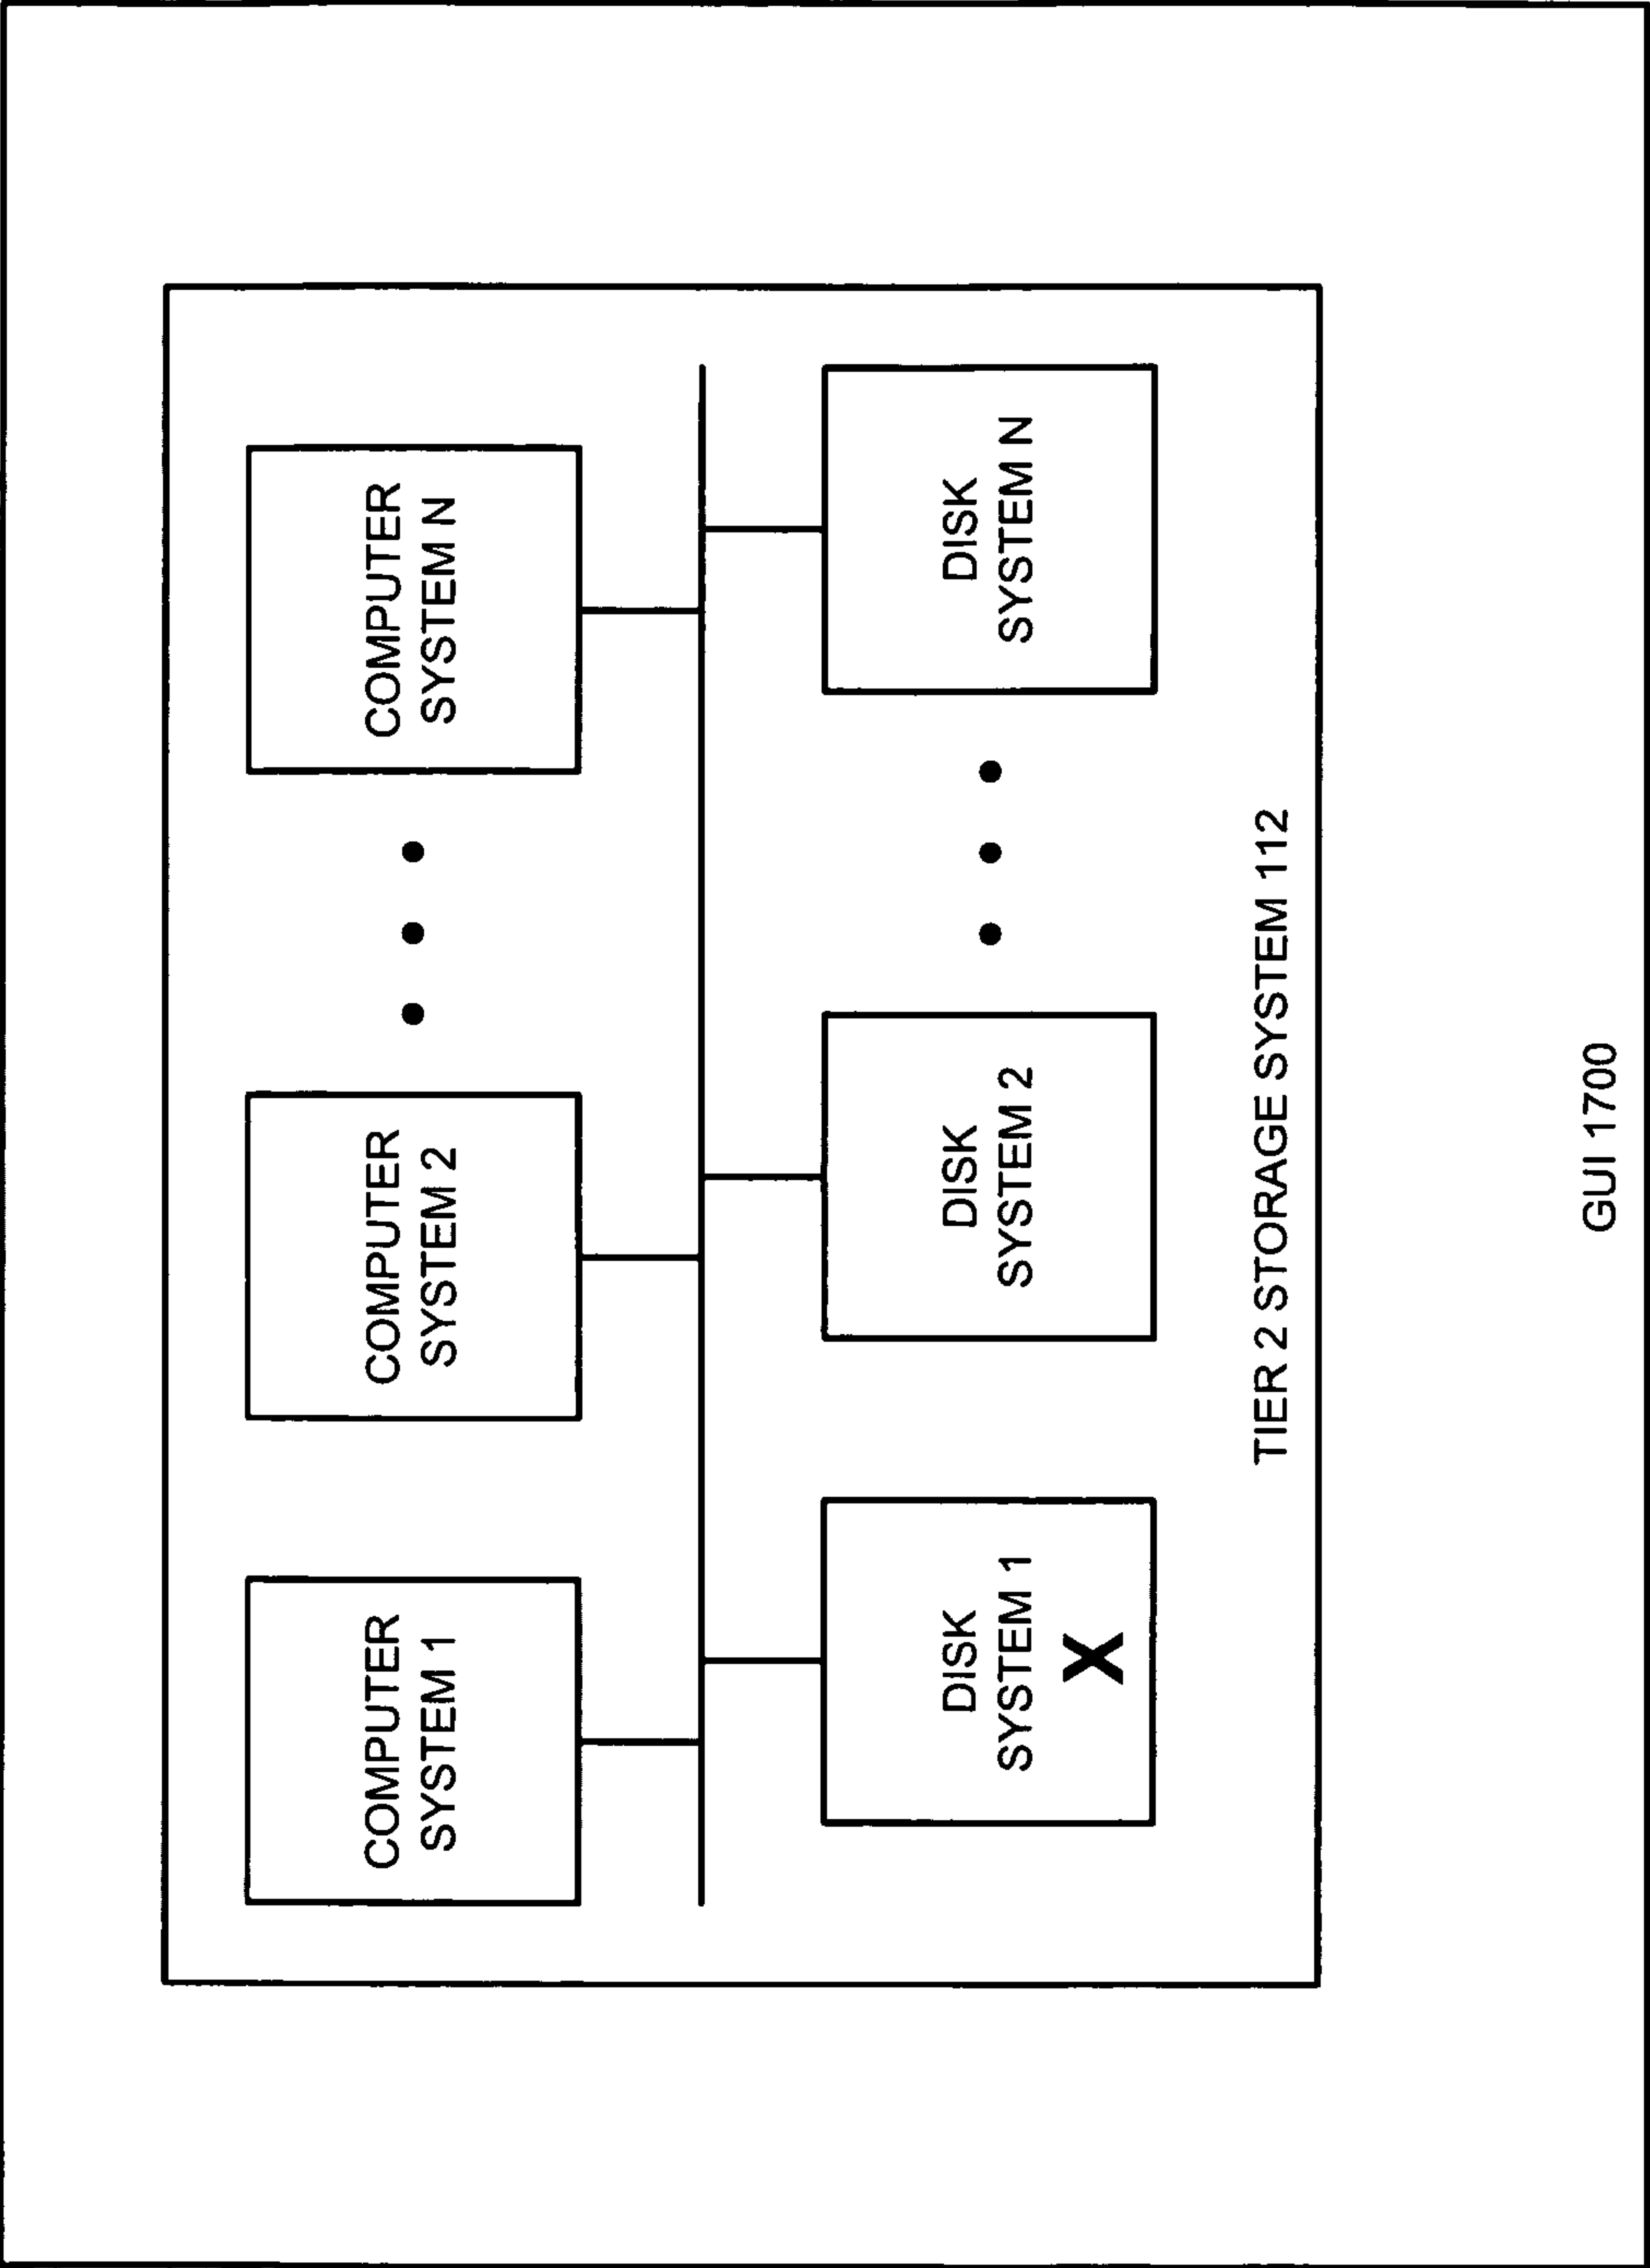 COMPUTER
SYSTEM 1
COMPUTER
SYSTEM 2
COMPUTER
SYSTEM N
DISK
SYSTEM 1
X
DISK
SYSTEM 2
DISK
SYSTEM N
TIER 2 STORAGE SYSTEM 112
GUI 1700